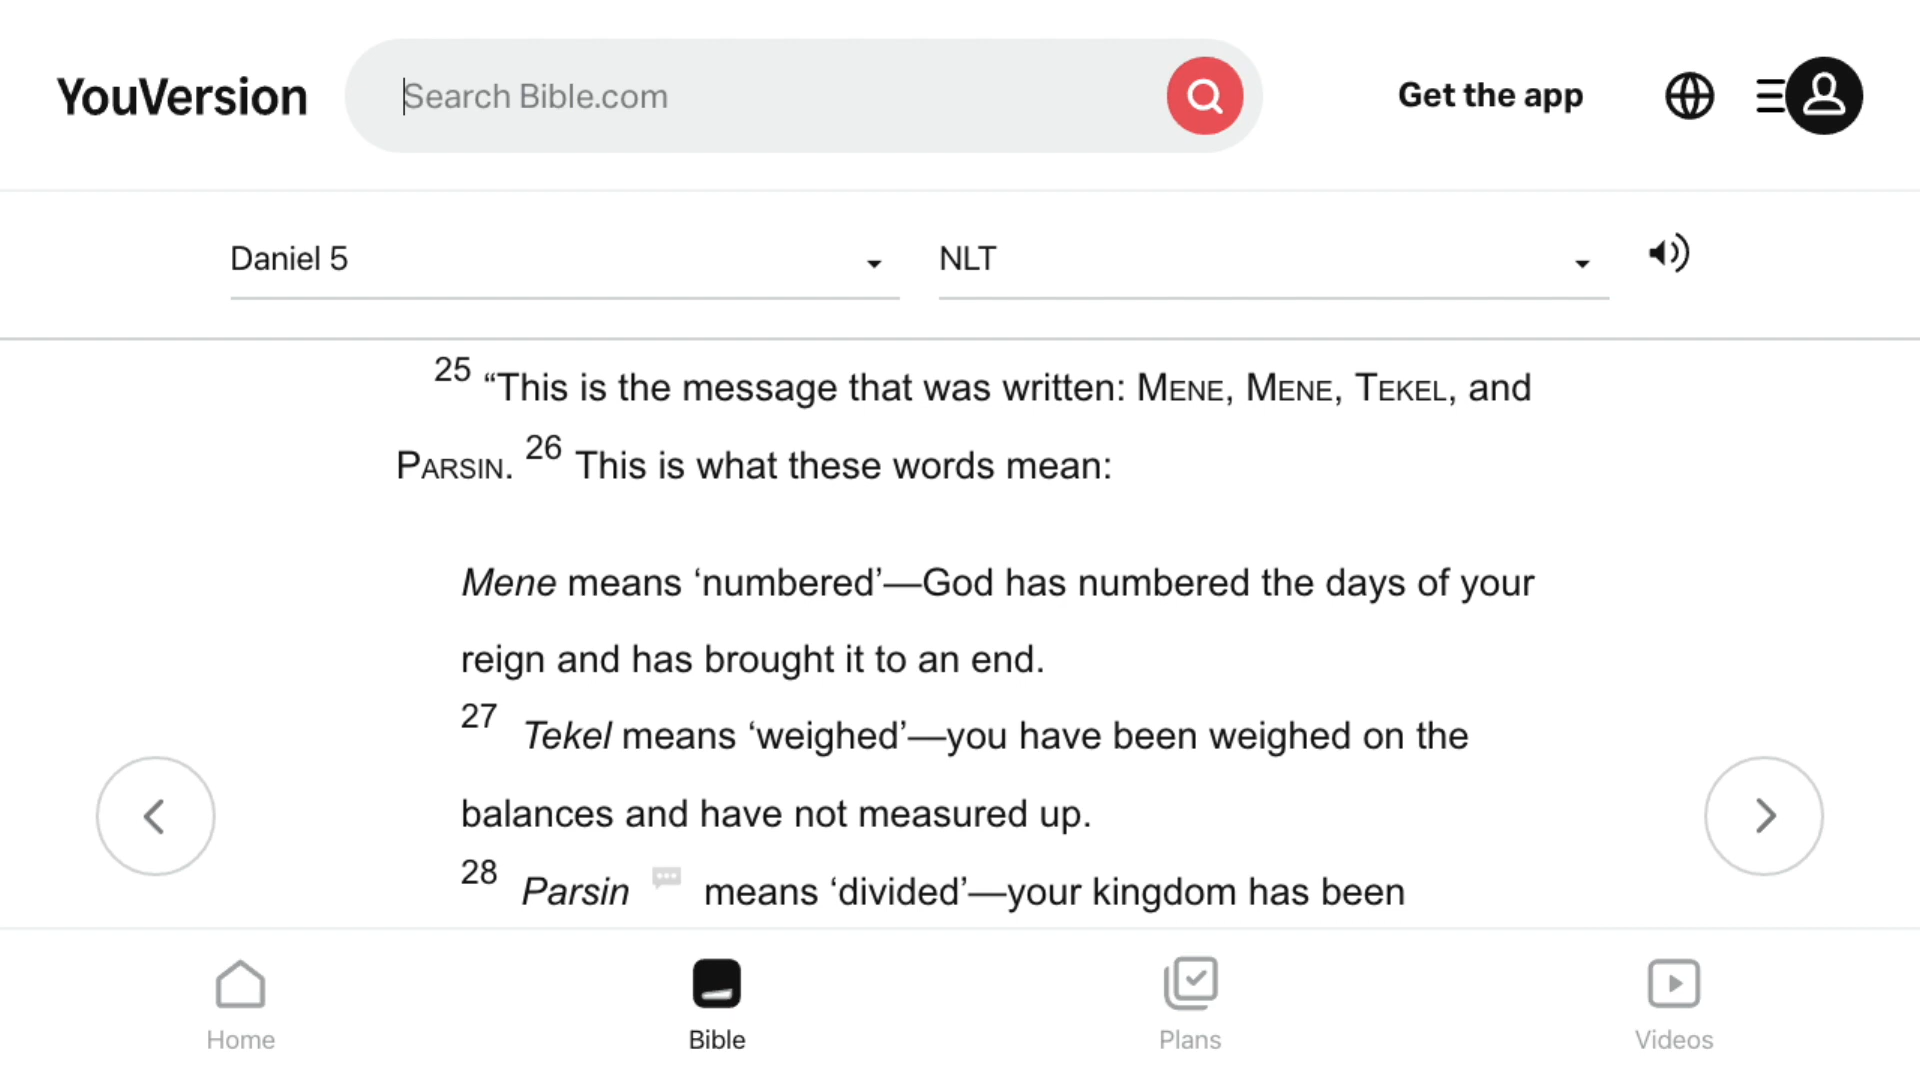 YouVersion
Search Bible.com
Get the app
Daniel 5
NLT
25 “This is the message that was written: MENE, MENE, TEKEL, and
PARSIN. 26 This is what these words mean:
Mene means ‘numbered’—God has numbered the days of your
reign and has brought it to an end.
27 Tekel means ‘weighed’—you have been weighed on the
balances and have not measured up.
28 Parsin means ‘divided’—your kingdom has been
Home
Bible
Plans
Videos